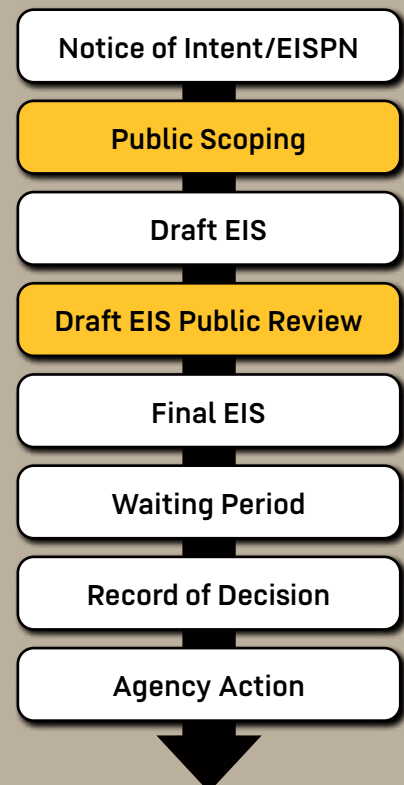 Notice of Intent/EISPN
Public Scoping
Draft EIS
Draft EIS Public Review
Final EIS
Waiting Period
Record of Decision
Agency Action